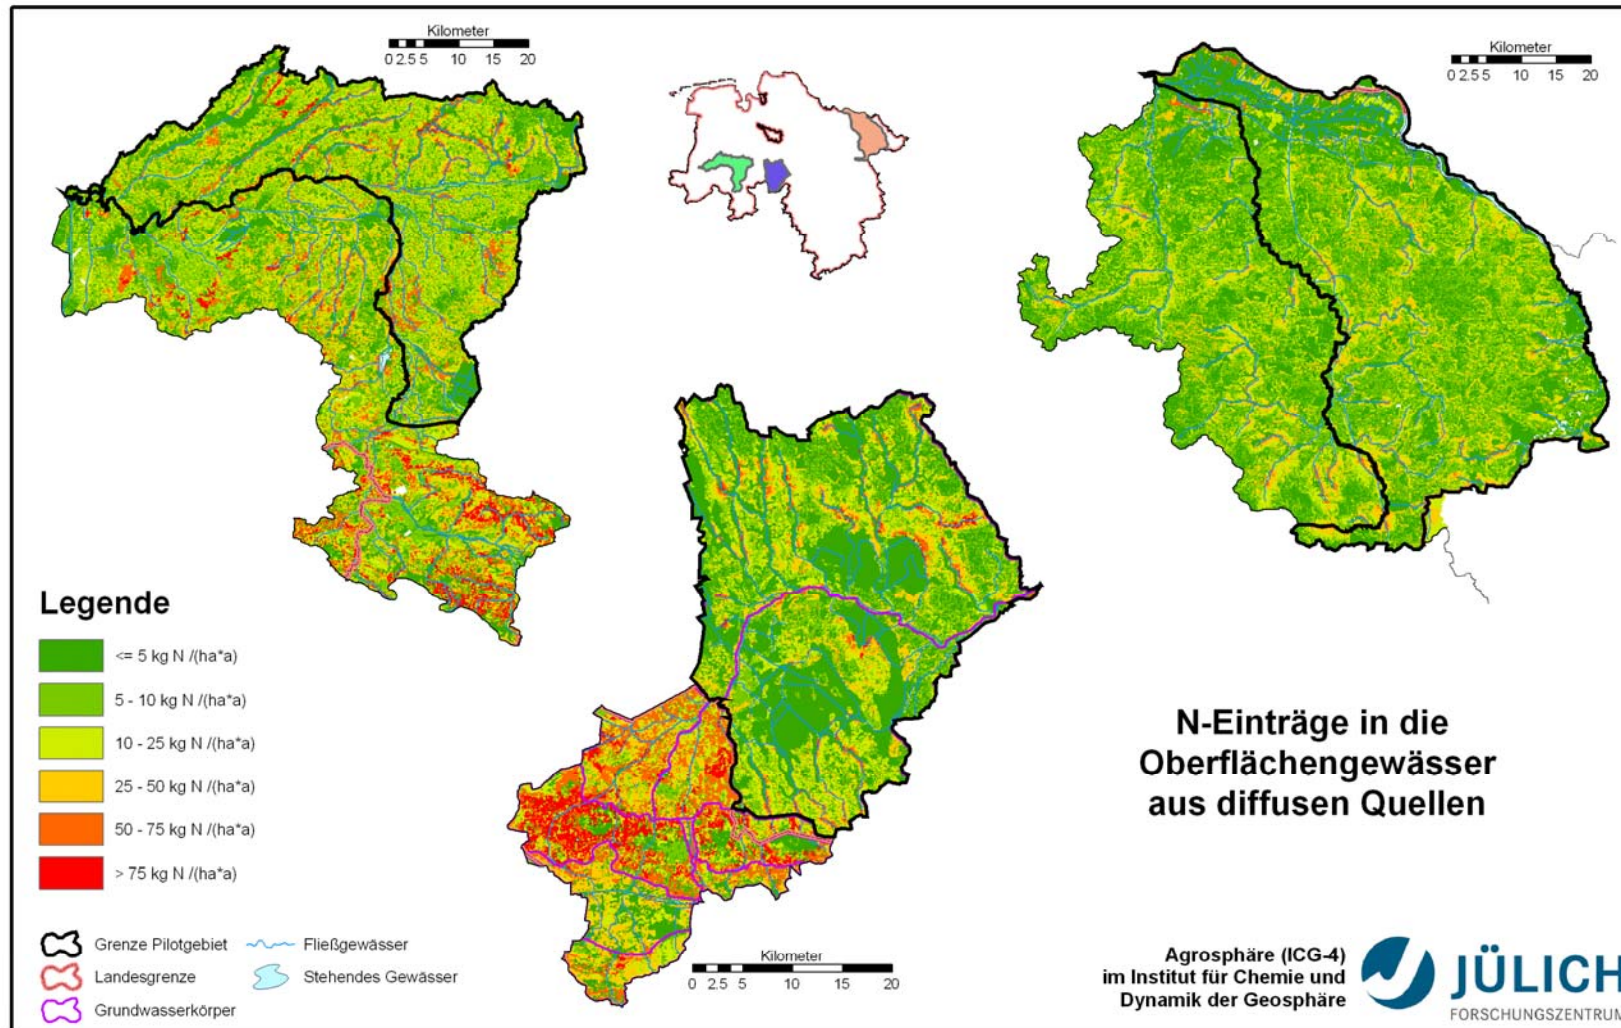 Kilometer
0 2.5 5 10 15 20
Kilometer
0 2.5 5 10 15 20
Legende
<= 5 kg N /(ha*a)
5 - 10 kg N /(ha*a)
10 - 25 kg N /(ha*a)
25 - 50 kg N /(ha*a)
50 - 75 kg N /(ha*a)
> 75 kg N /(ha*a)
Grenze Pilotgebiet
Fließgewässer
Landesgrenze
Stehendes Gewässer
Grundwasserkörper
Kilometer
0 2.5 5 10 15 20
N-Einträge in die
Oberflächengewässer
aus diffusen Quellen
Agrosphäre (ICG-4)
im Institut für Chemie und
Dynamik der Geosphäre
JÜLICH
FORSCHUNGSZENTRUM